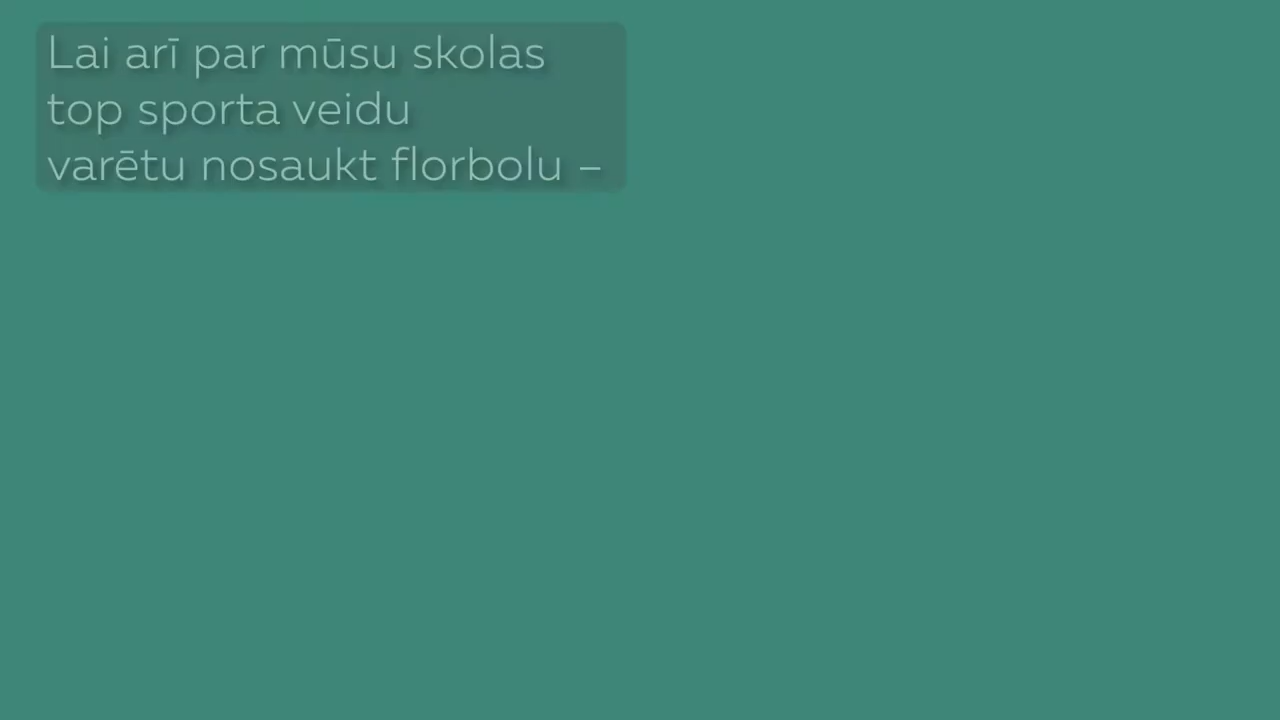 Lai arī par mūsu skolas
top sporta veidu
varētu nosaukt florbolu –